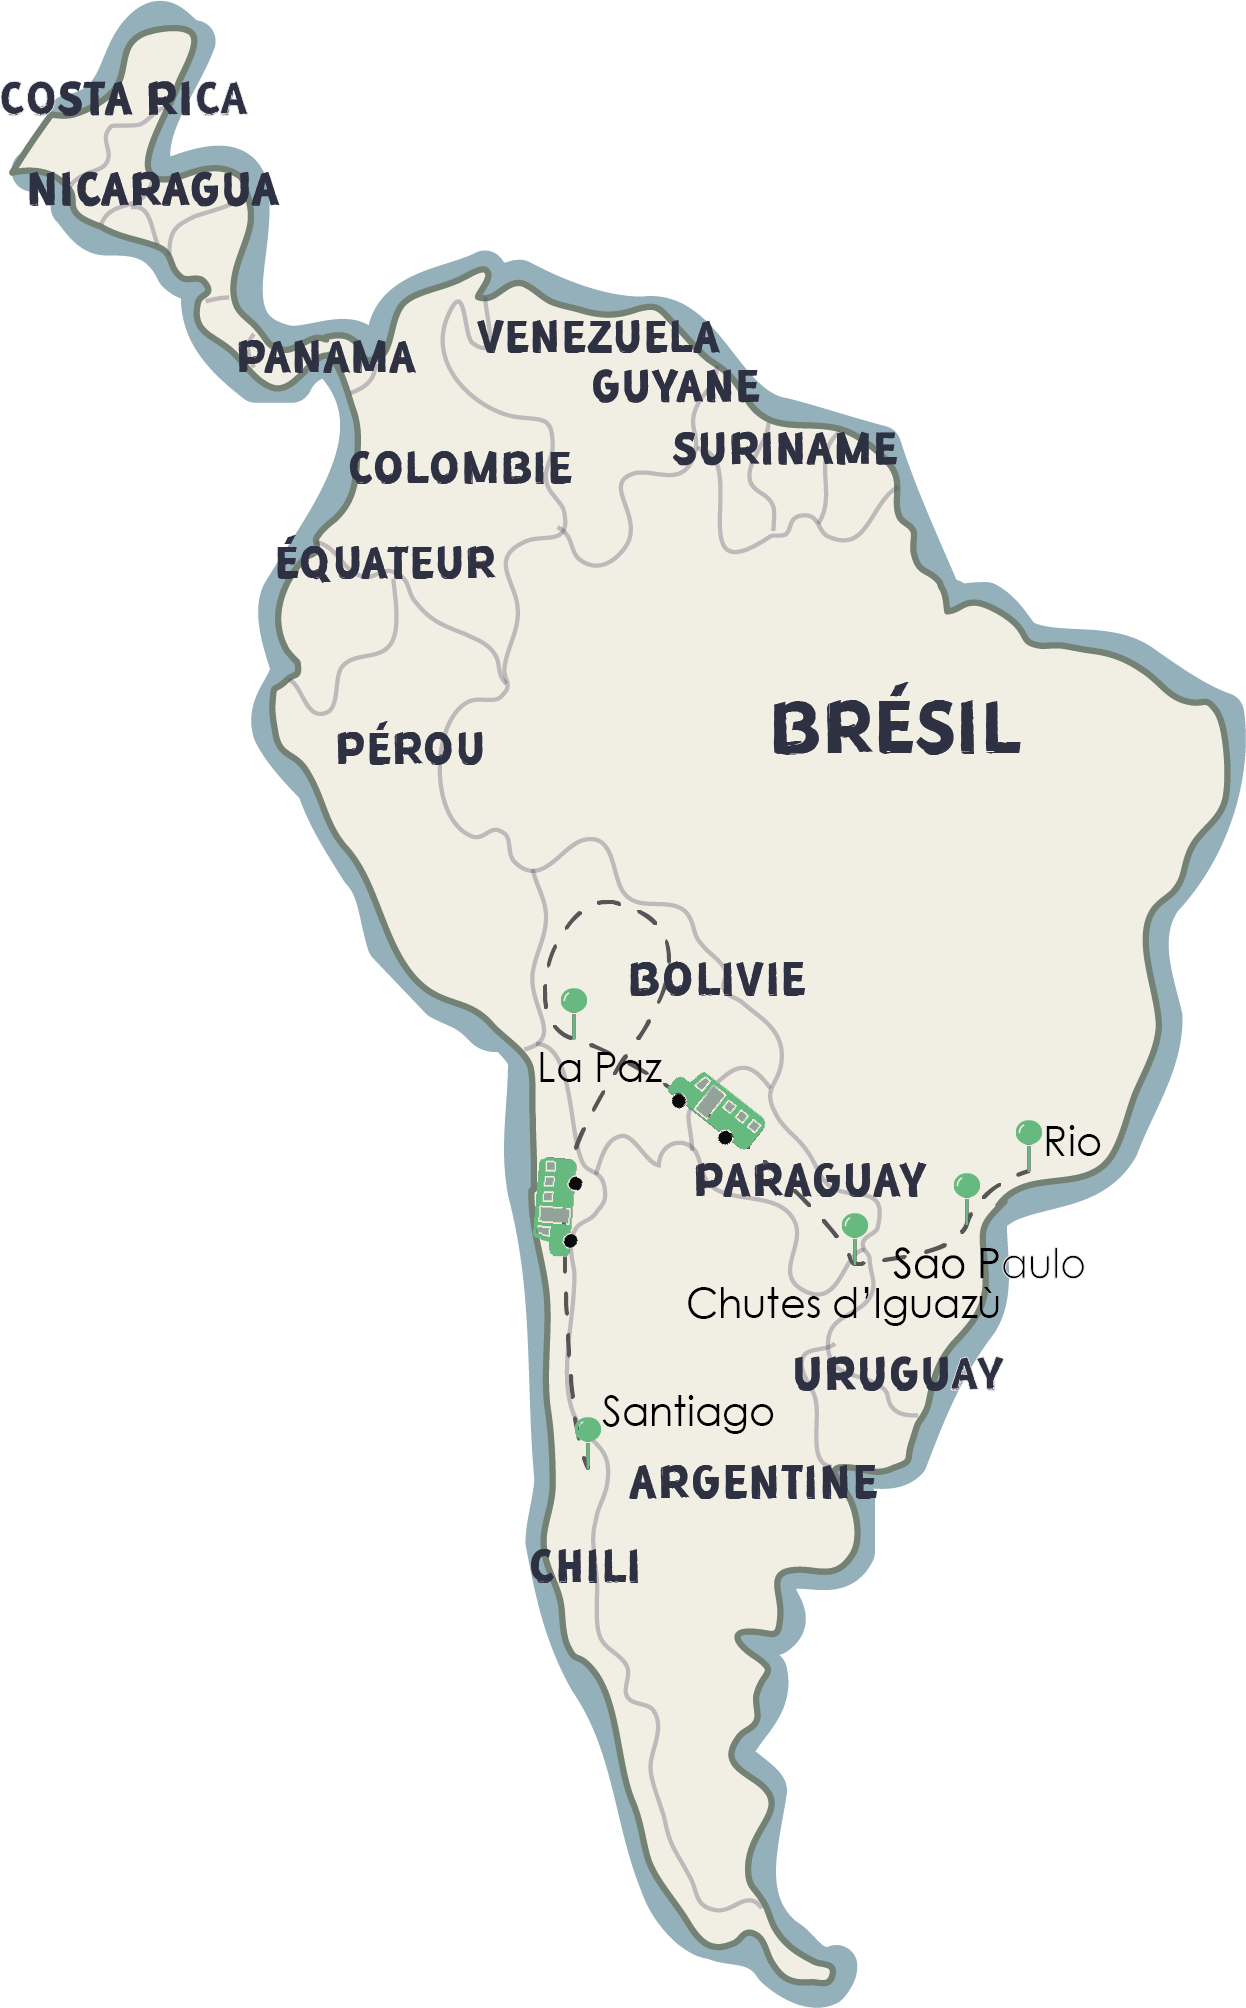 COSTA RICA
NICARAGUA
VENEZUELA
PANAMA
GUYANE
SURINAME
COLOMBIE
ÉQUATEUR
BRÉSIL
PÉROU
BOLIVIE
La Paz
Rio
PARAGUAY
Sao Paulo
Chutes d'Iguazù
URUGUAY
Santiago
ARGENTINE
CHILI